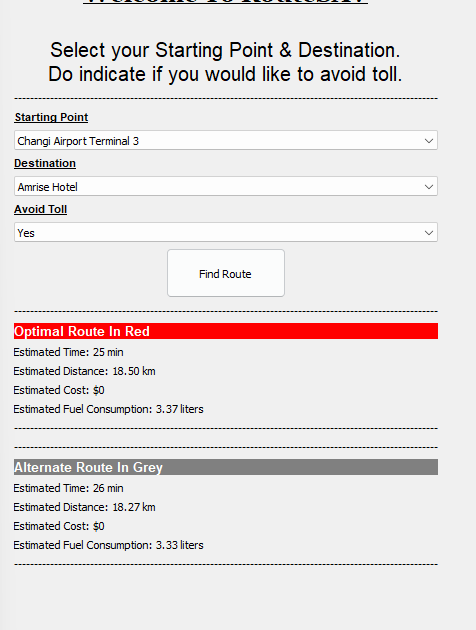 Select your Starting Point & Destination.
Do indicate if you would like to avoid toll.
Starting Point
Changi Airport Terminal 3
Destination
Amrise Hotel
Avoid Toll
Yes
Find Route
Optimal Route In Red
Estimated Time: 25 min
Estimated Distance: 18.50 km
Estimated Cost: $0
Estimated Fuel Consumption: 3.37 liters
Alternate Route In Grey
Estimated Time: 26 min
Estimated Distance: 18.27 km
Estimated Cost: $0
Estimated Fuel Consumption: 3.33 liters